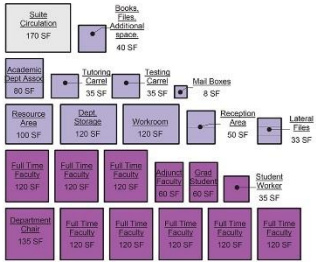 Suite
Circulation
170 SF
Books,
Files,
Additional
space.
40 SF
Academic
Dept Assoc
80 SF
Tutoring
Carrel
35 SF
Testing
Carrel
35 SF
Mail Boxes
8 SF
Resource
Area
100 SF
Dept.
Storage
120 SF
Workroom
120 SF
Reception
Area
50 SF
Lateral
Files
33 SF
Full Time
Faculty
120 SF
Full Time
Faculty
120 SF
Full Time
Faculty
120 SF
Adjunct
Faculty
60 SF
Grad
Student
60 SF
Student
Worker
35 SF
Department
Chair
135 SF
Full Time
Faculty
120 SF
Full Time
Faculty
120 SF
Full Time
Faculty
120 SF
Full Time
Faculty
120 SF
Full Time
Faculty
120 SF